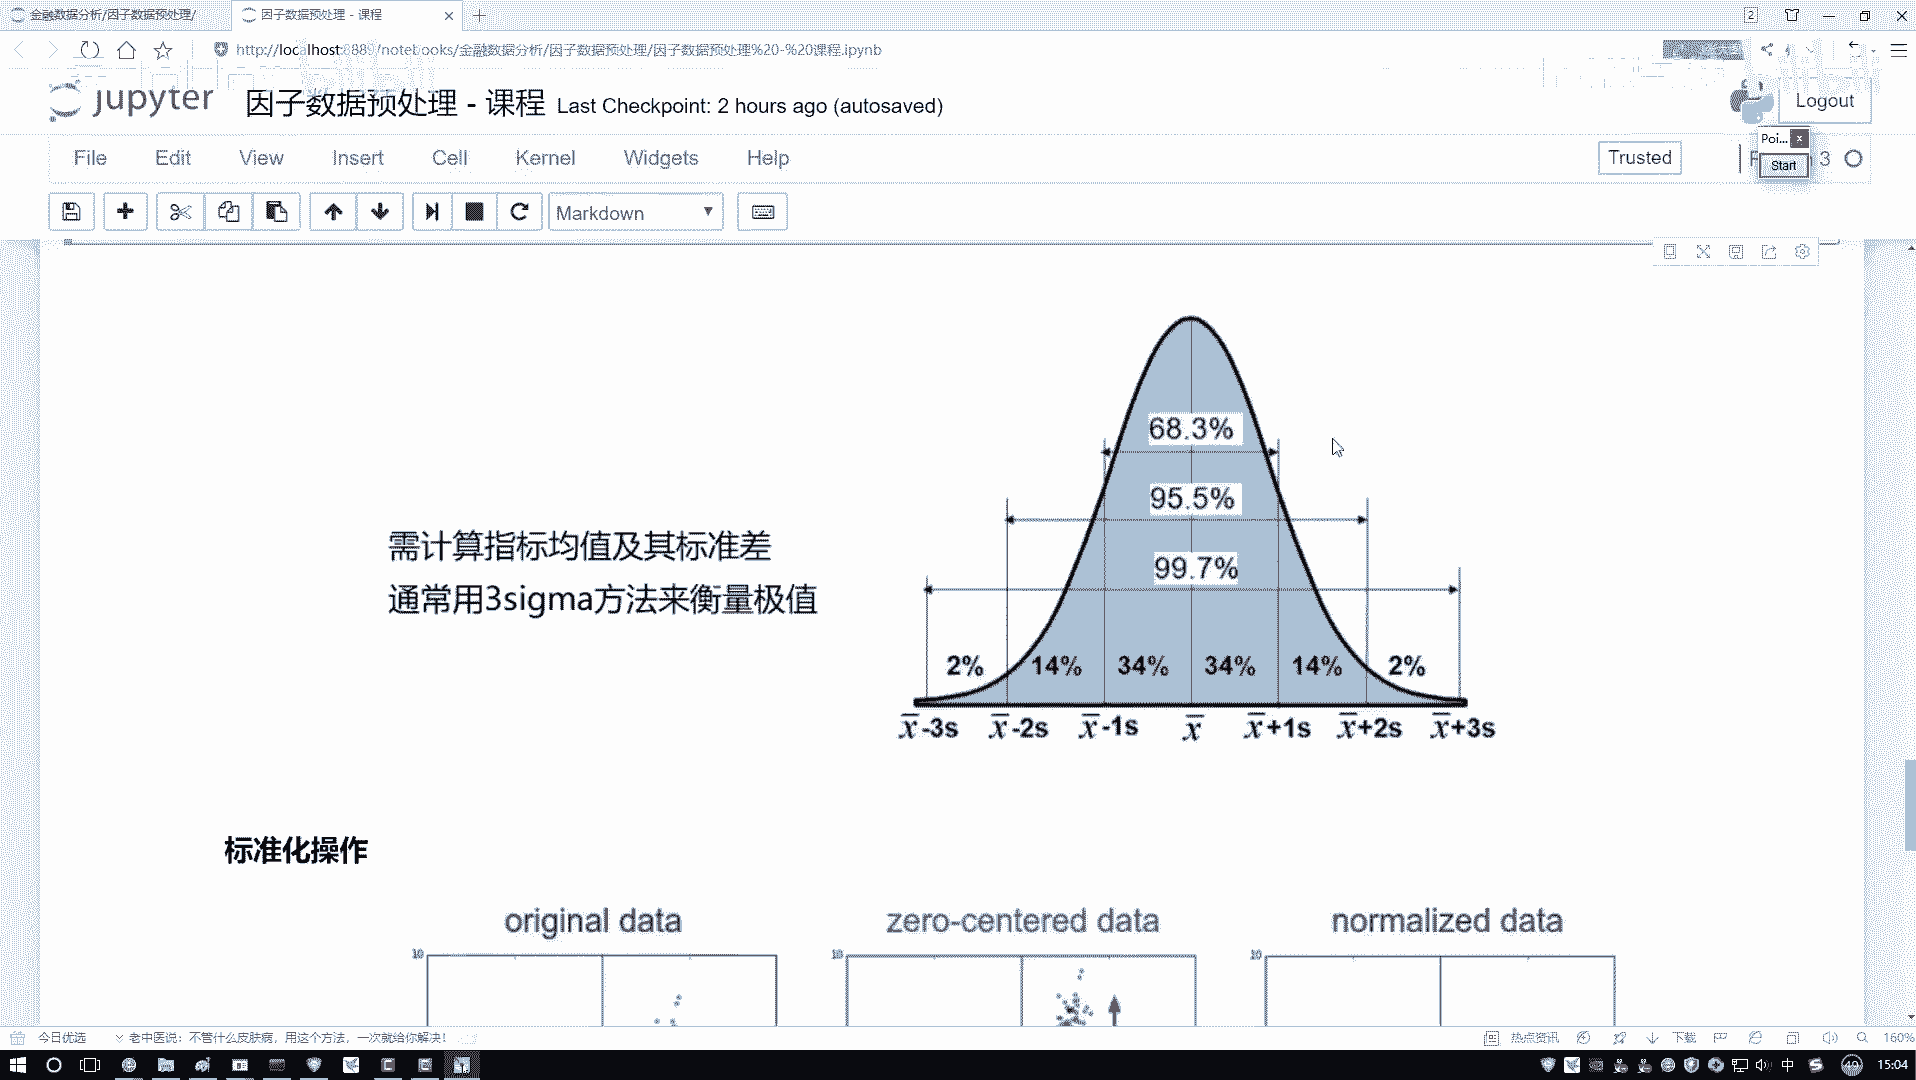 金融数据分析/因子数据预处理/
因子数据预处理 - 课程
2
http://localhost:8889/notebooks/金融数据分析/因子数据预处理/因子数据预处理%20-%20课程.ipynb
jupyter 因子数据预处理 - 课程 Last Checkpoint: 2 hours ago (autosaved)
Logout
Poi...
File Edit View Insert Cell Kernel Widgets Help
Trusted
3
Start
Markdown
68.3%
95.5%
需计算指标均值及其标准差
99.7%
通常用3sigma方法来衡量极值
2% 14% 34% 34% 14% 2%
x̅-3s x̅-2s x̅-1s x̅ x̅+1s x̅+2s x̅+3s
标准化操作
original data zero-centered data normalized data
10 10 10
今日优选 老中医说：不管什么皮肤病，用这个方法，一次就给你解决！ 热点资讯 下载 160%
中 49 15:04